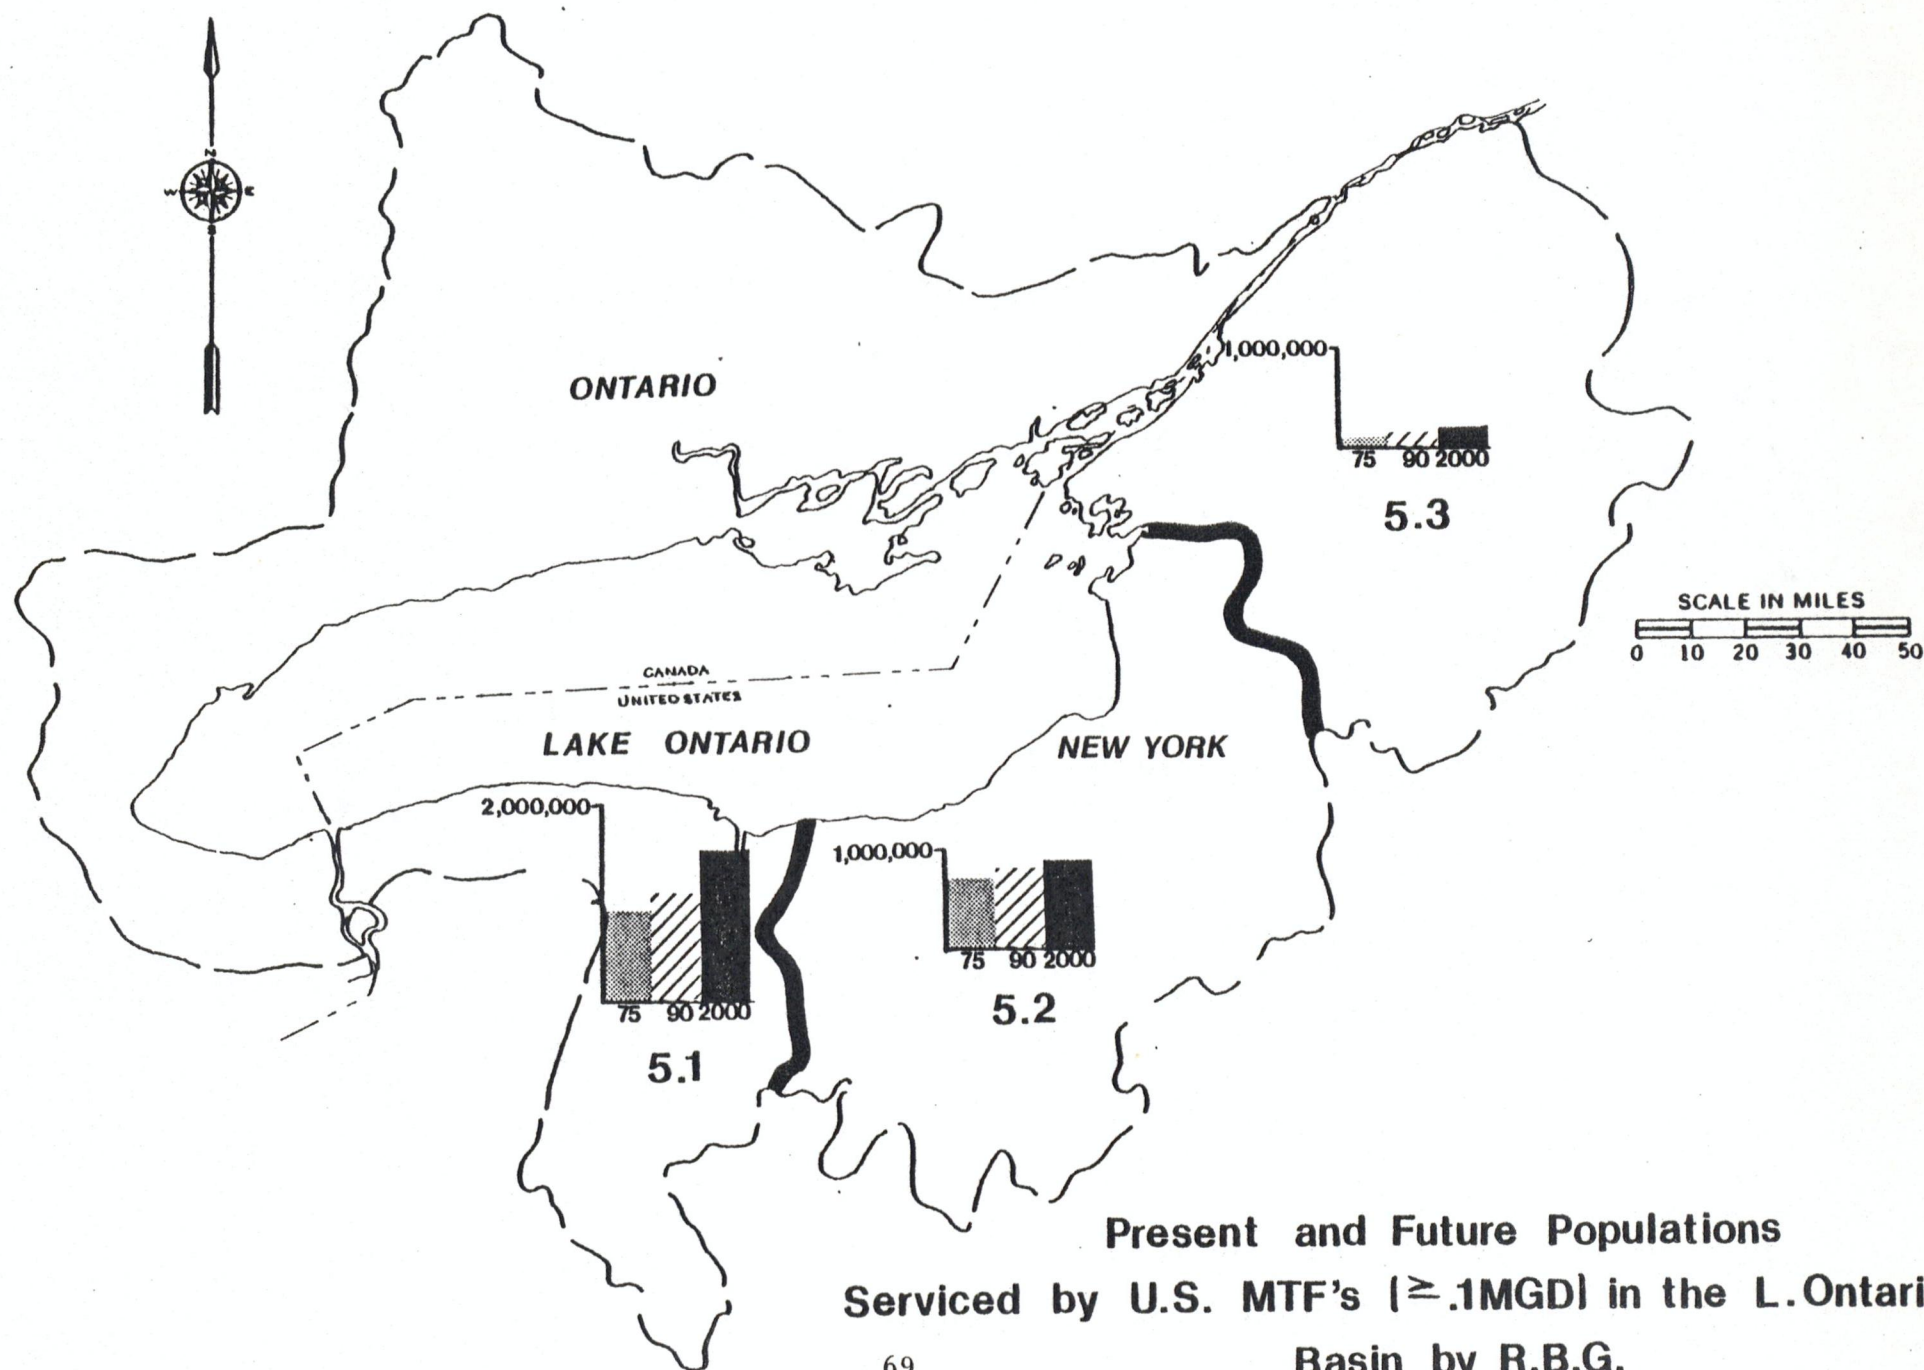 N
W E
S
ONTARIO
1,000,000
75 90 2000
5.3
SCALE IN MILES
0 10 20 30 40 50
CANADA
UNITED STATES
LAKE ONTARIO
NEW YORK
2,000,000
75 90 2000
5.1
1,000,000
75 90 2000
5.2
Present and Future Populations
Serviced by U.S. MTF's (≥.1MGD) in the L.Ontari
Basin by R.B.G.
69